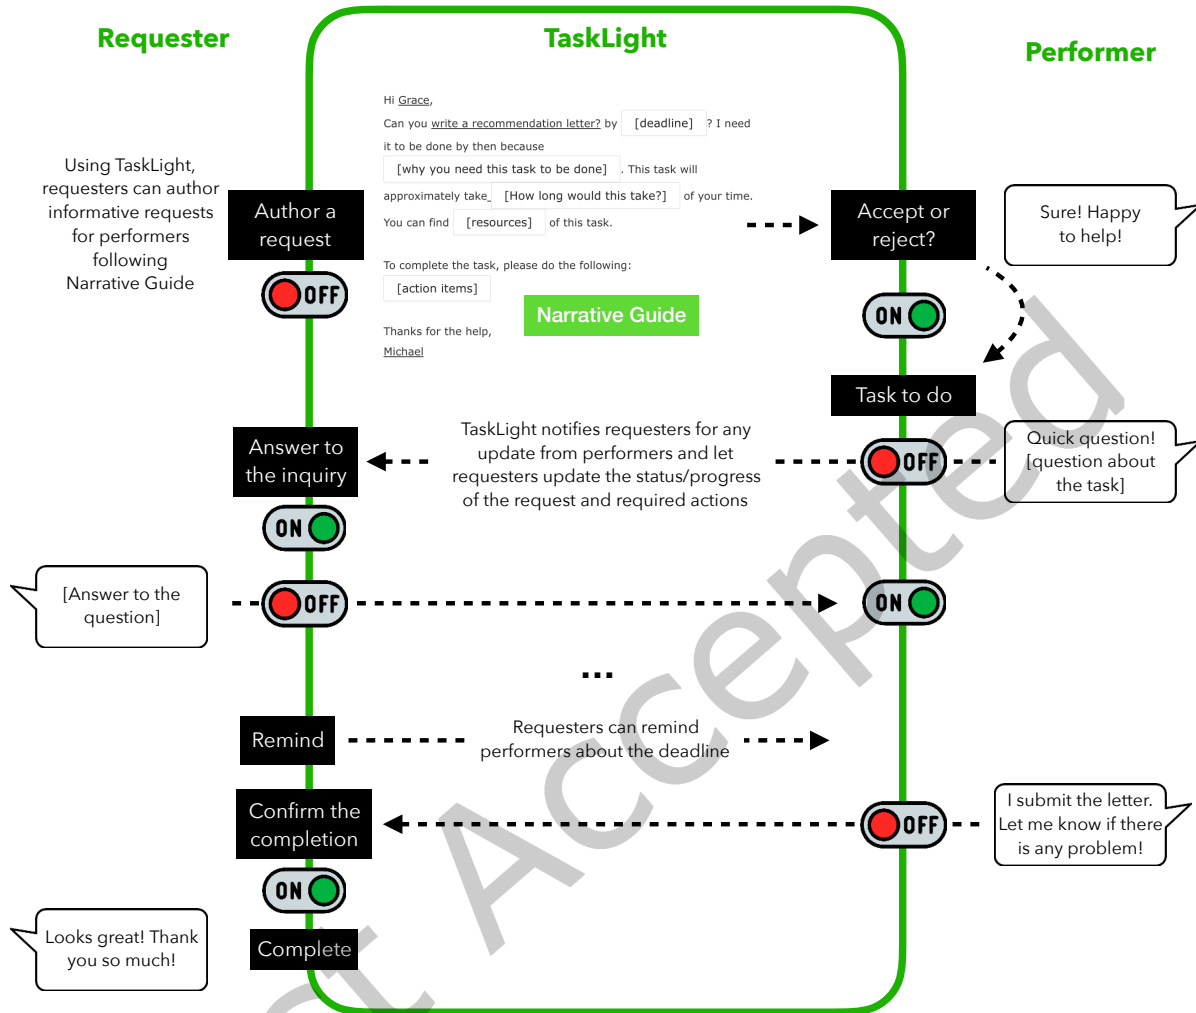 Requester
TaskLight
Performer
Hi Grace,
Can you write a recommendation letter? by [deadline] ? I need
it to be done by then because
[why you need this task to be done] . This task will
approximately take [How long would this take?] of your time.
You can find [resources] of this task.
To complete the task, please do the following:
[action items]
Narrative Guide
Thanks for the help,
Michael
Using TaskLight,
requesters can author
informative requests
for performers
following
Narrative Guide
Author a
request
OFF
Accept or
reject?
Sure! Happy
to help!
ON
Task to do
Answer to
the inquiry
TaskLight notifies requesters for any
update from performers and let
requesters update the status/progress
of the request and required actions
OFF
Quick question!
[question about
the task]
ON
[Answer to the
question]
OFF
ON
...
Remind
Requesters can remind
performers about the deadline
Confirm the
completion
OFF
I submit the letter.
Let me know if there
is any problem!
ON
Looks great! Thank
you so much!
Complete
t Accepted